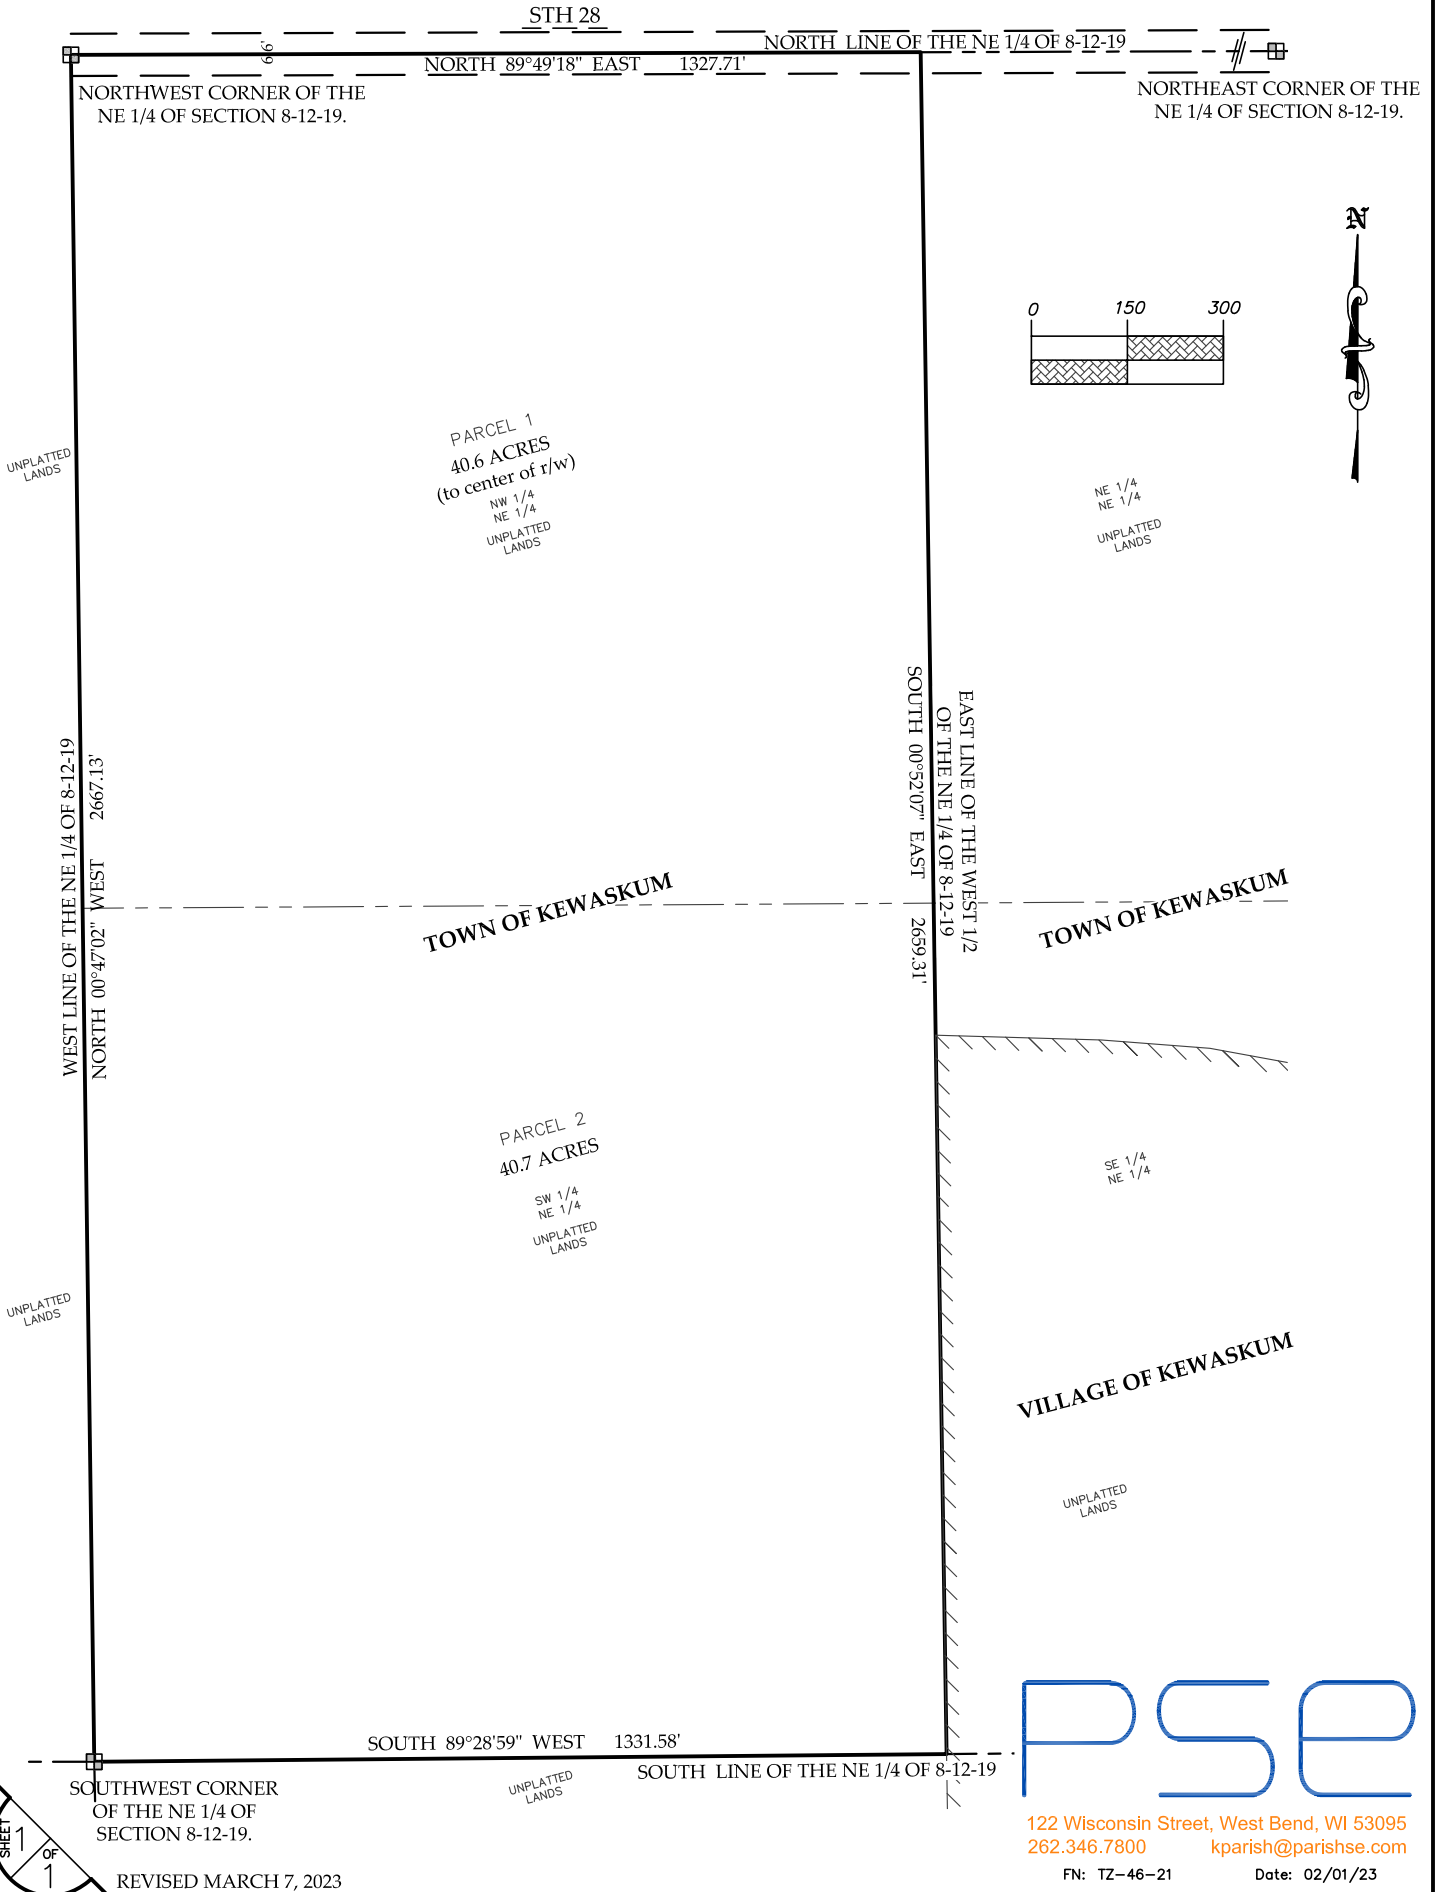 STH 28
66'
NORTH LINE OF THE NE 1/4 OF 8-12-19
NORTH 89°49'18" EAST 1327.71'
NORTHWEST CORNER OF THE
NE 1/4 OF SECTION 8-12-19.
NORTHEAST CORNER OF THE
NE 1/4 OF SECTION 8-12-19.
N
0 150 300
PARCEL 1
40.6 ACRES
(to center of r/w)
NW 1/4
NE 1/4
UNPLATTED
LANDS
UNPLATTED
LANDS
NE 1/4
NE 1/4
UNPLATTED
LANDS
WEST LINE OF THE NE 1/4 OF 8-12-19
NORTH 00°47'02" WEST 2667.13'
SOUTH 00°52'07" EAST 2659.31'
EAST LINE OF THE WEST 1/2
OF THE NE 1/4 OF 8-12-19
TOWN OF KEWASKUM
TOWN OF KEWASKUM
PARCEL 2
40.7 ACRES
SW 1/4
NE 1/4
UNPLATTED
LANDS
SE 1/4
NE 1/4
UNPLATTED
LANDS
VILLAGE OF KEWASKUM
UNPLATTED
LANDS
SOUTH 89°28'59" WEST 1331.58'
SOUTH LINE OF THE NE 1/4 OF 8-12-19
UNPLATTED
LANDS
SOUTHWEST CORNER
OF THE NE 1/4 OF
SECTION 8-12-19.
PSe
122 Wisconsin Street, West Bend, WI 53095
262.346.7800 kparish@parishse.com
FN: TZ-46-21 Date: 02/01/23
SHEET
1
OF
1
REVISED MARCH 7, 2023